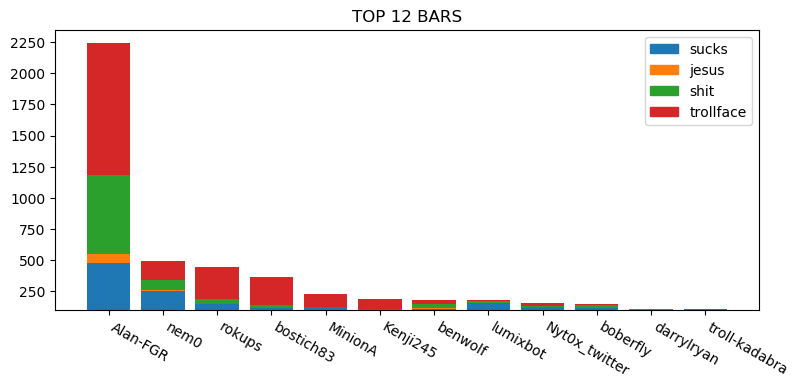 TOP 12 BARS
sucks
jesus
shit
trollface
2250
2000
1750
1500
1250
1000
750
500
250
Alan-FGR
nem0
rokups
bostich83
MinionA
Kenji245
benwolf
lumixbot
Nyt0x_twitter
boberfly
darrylryan
troll-kadabra